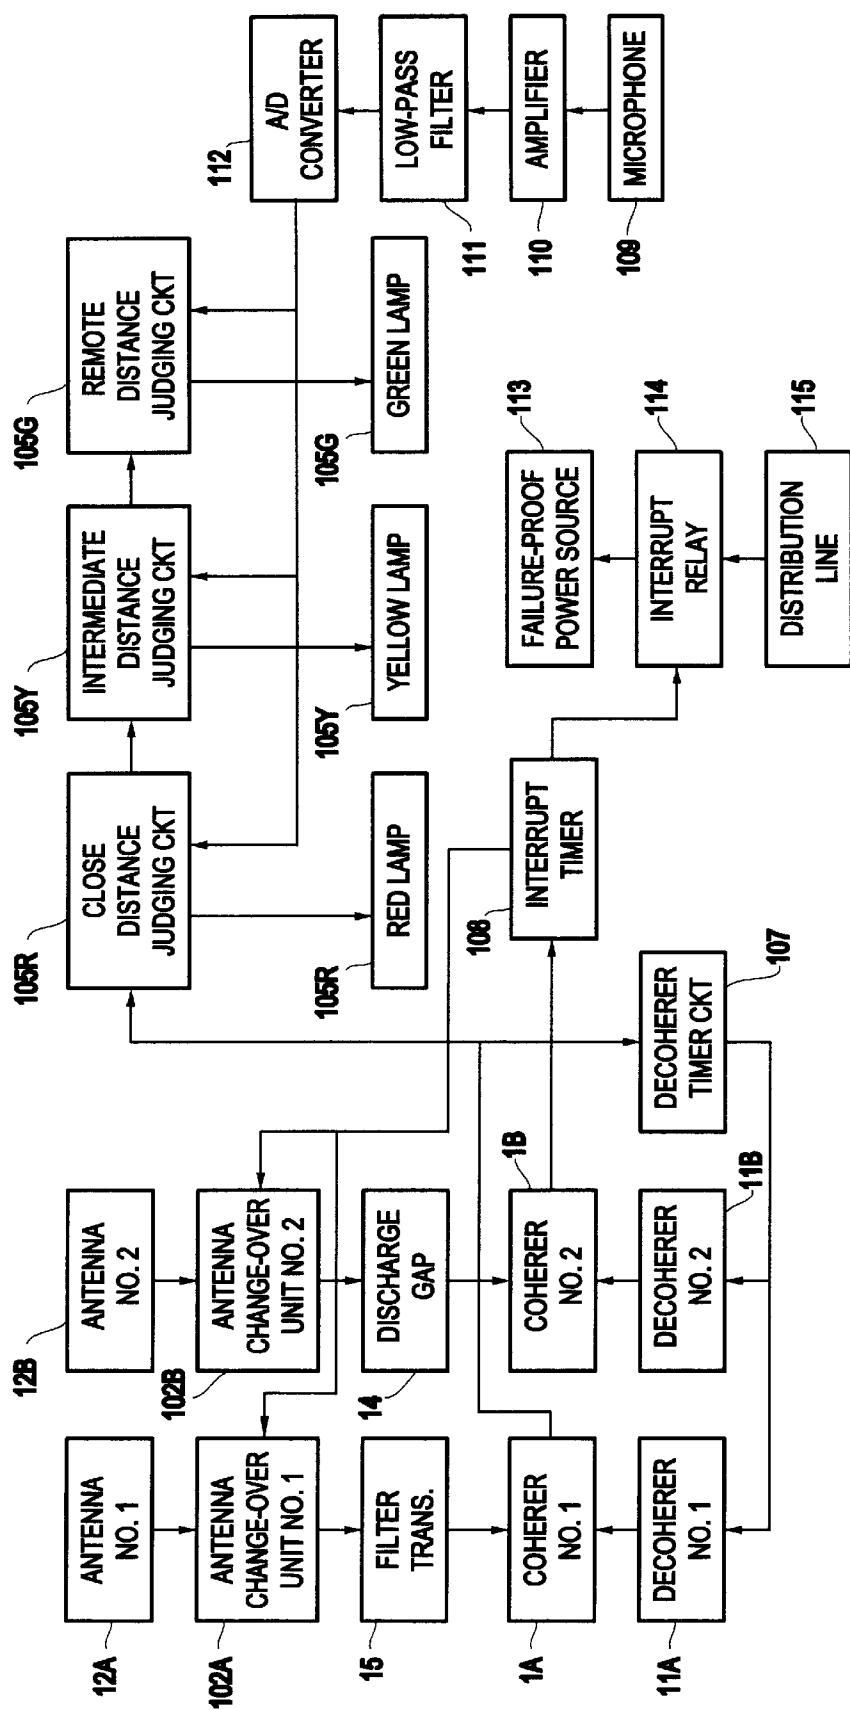 12A
ANTENNA
NO. 1
12B
ANTENNA
NO. 2
105R
CLOSE
DISTANCE
JUDGING CKT
105Y
INTERMEDIATE
DISTANCE
JUDGING CKT
105G
REMOTE
DISTANCE
JUDGING CKT
112
A/D
CONVERTER
102A
ANTENNA
CHANGE-OVER
UNIT NO. 1
102B
ANTENNA
CHANGE-OVER
UNIT NO. 2
15
FILTER
TRANS.
14
DISCHARGE
GAP
105R
RED LAMP
105Y
YELLOW LAMP
105G
GREEN LAMP
111
LOW-PASS
FILTER
1A
COHERER
NO. 1
1B
COHERER
NO. 2
108
INTERRUPT
TIMER
113
FAILURE-PROOF
POWER SOURCE
110
AMPLIFIER
11A
DECOHERER
NO. 1
11B
DECOHERER
NO. 2
107
DECOHERER
TIMER CKT
114
INTERRUPT
RELAY
109
MICROPHONE
115
DISTRIBUTION
LINE